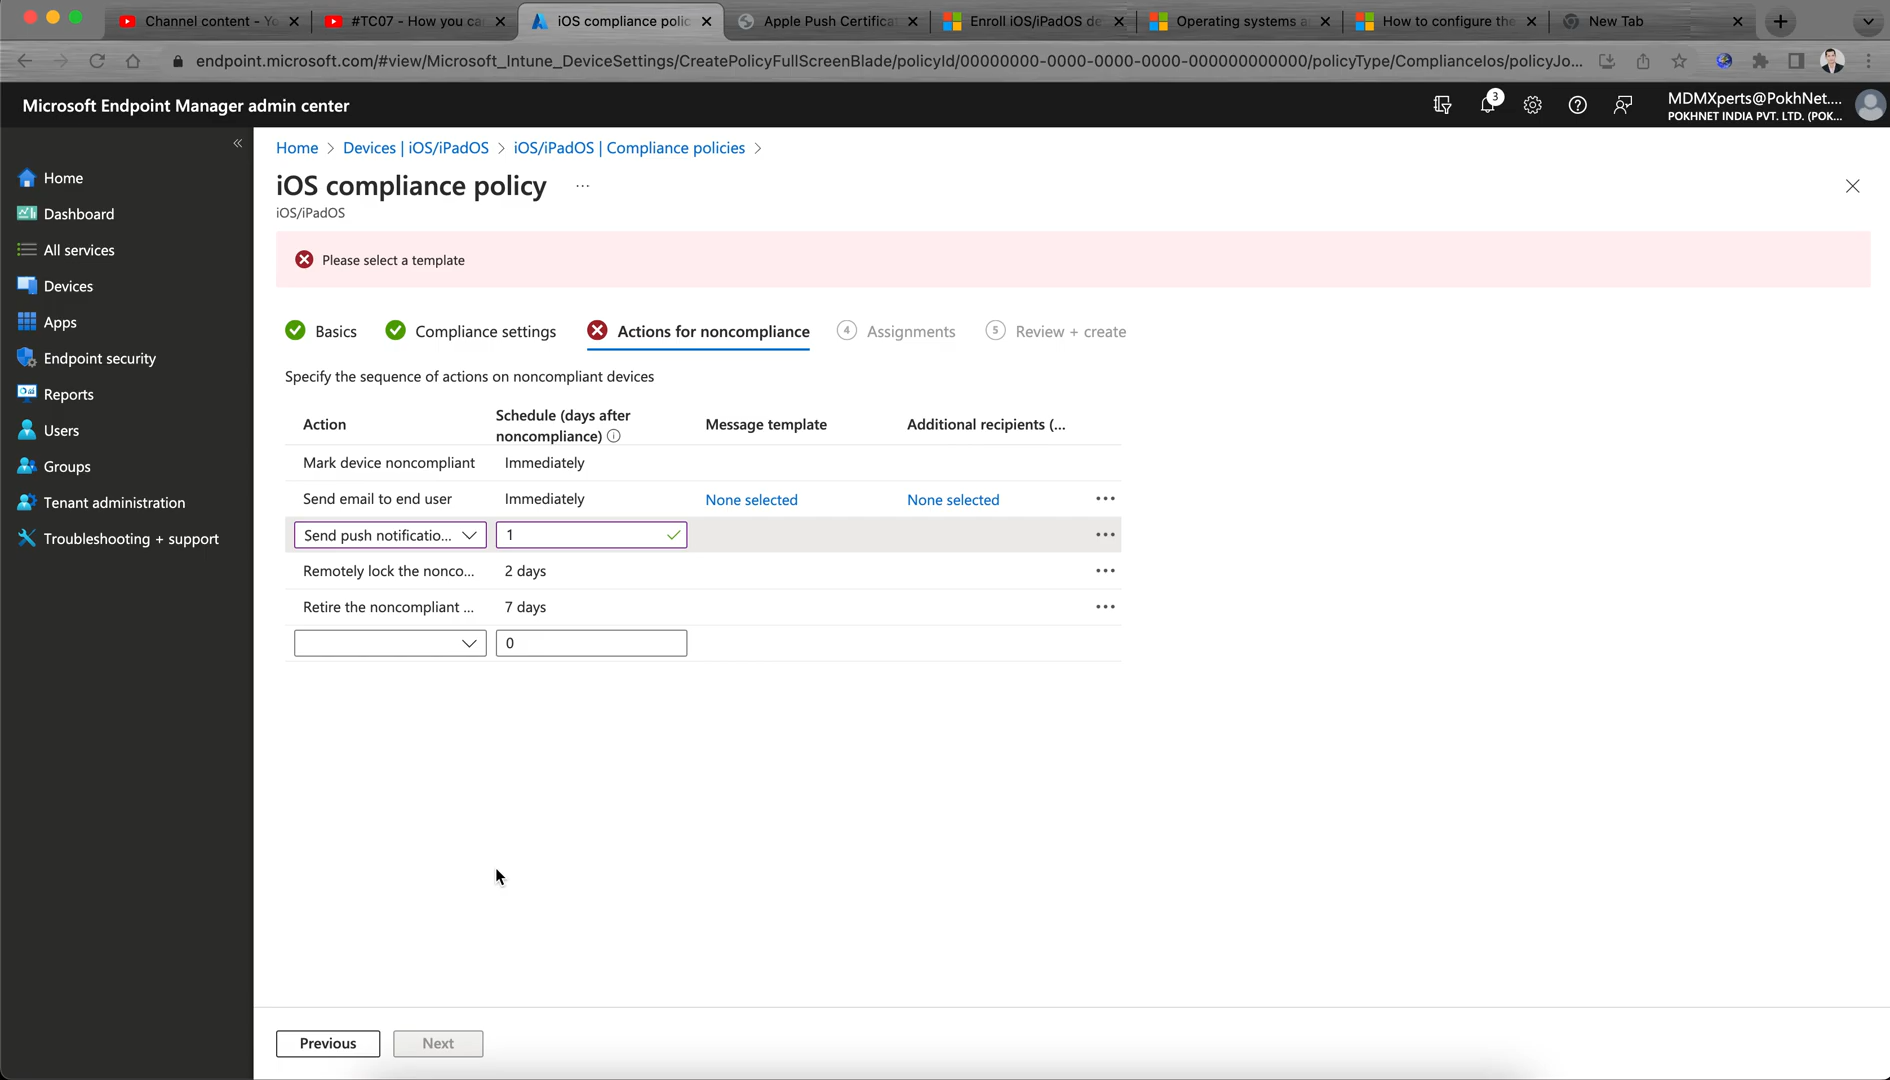 Channel content - Yo
#TC07 - How you ca
iOS compliance polic
Apple Push Certifica
Enroll iOS/iPadOS de
Operating systems a
How to configure the
New Tab
endpoint.microsoft.com/#view/Microsoft_Intune_DeviceSettings/CreatePolicyFullScreenBlade/policyId/00000000-0000-0000-0000-000000000000/policyType/ComplianceIos/policyJo...
Microsoft Endpoint Manager admin center
3
MDMXperts@PokhNet....
POKHNET INDIA PVT. LTD. (POK...
Home
Dashboard
All services
Devices
Apps
Endpoint security
Reports
Users
Groups
Tenant administration
Troubleshooting + support
Home > Devices | iOS/iPadOS > iOS/iPadOS | Compliance policies >
iOS compliance policy ...
iOS/iPadOS
Please select a template
Basics
Compliance settings
Actions for noncompliance
4 Assignments
5 Review + create
Specify the sequence of actions on noncompliant devices
Action
Schedule (days after
noncompliance)
Message template
Additional recipients (...
Mark device noncompliant Immediately
Send email to end user Immediately None selected None selected
Send push notificatio... 1
Remotely lock the nonco... 2 days
Retire the noncompliant ... 7 days
0
Previous
Next